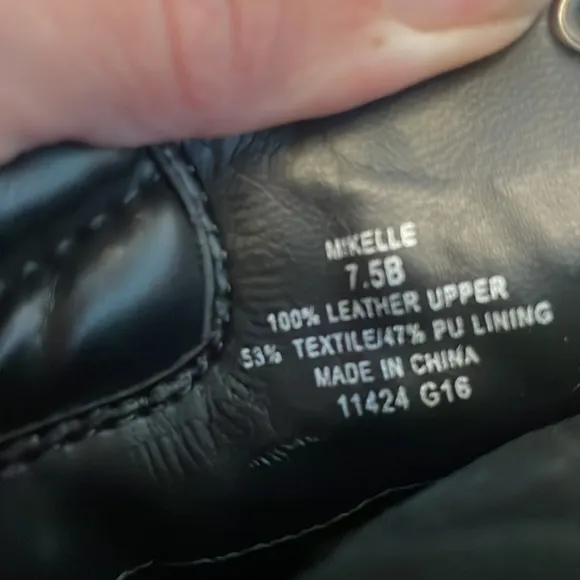 MIKELLE
7.5B
100% LEATHER UPPER
53% TEXTILE/47% PU LINING
MADE IN CHINA
11424 G16